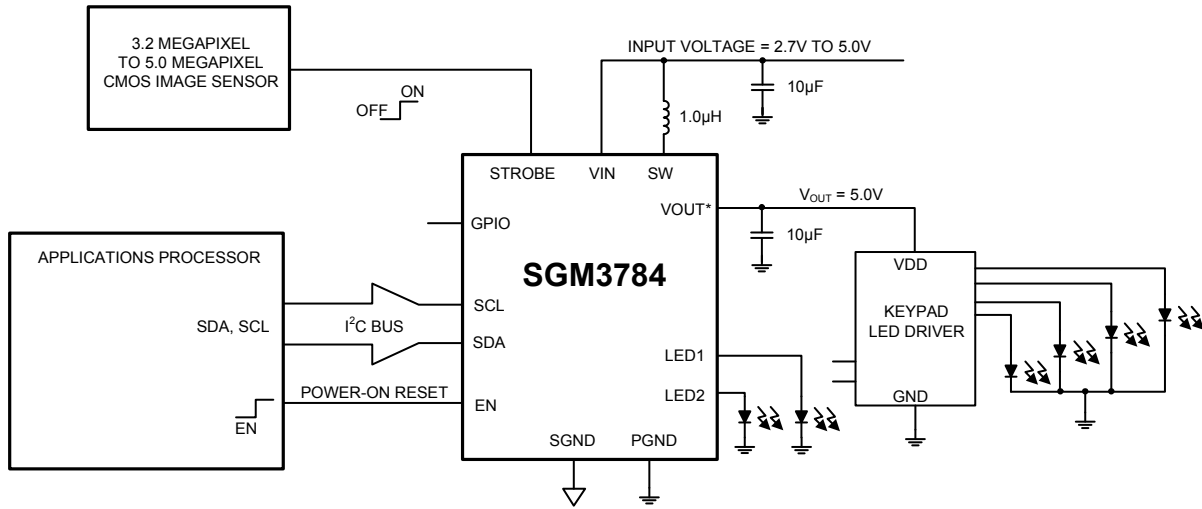 3.2 MEGAPIXEL
TO 5.0 MEGAPIXEL
CMOS IMAGE SENSOR
ON
OFF
INPUT VOLTAGE = 2.7V TO 5.0V
10µF
1.0µH
STROBE
VIN
SW
GPIO
VOUT*
VOUT = 5.0V
10µF
SGM3784
APPLICATIONS PROCESSOR
SDA, SCL
I²C BUS
SCL
SDA
POWER-ON RESET
EN
EN
LED1
LED2
SGND
PGND
VDD
KEYPAD
LED DRIVER
GND